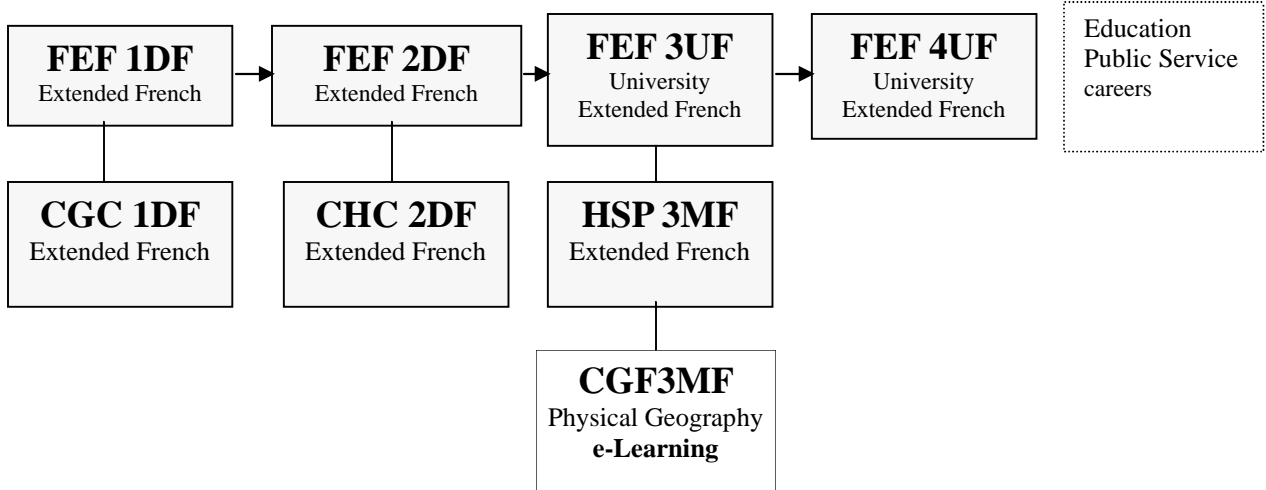 FEF 1DF
Extended French
FEF 2DF
Extended French
FEF 3UF
University
Extended French
FEF 4UF
University
Extended French
Education
Public Service
careers
CGC 1DF
Extended French
CHC 2DF
Extended French
HSP 3MF
Extended French
CGF3MF
Physical Geography
e-Learning